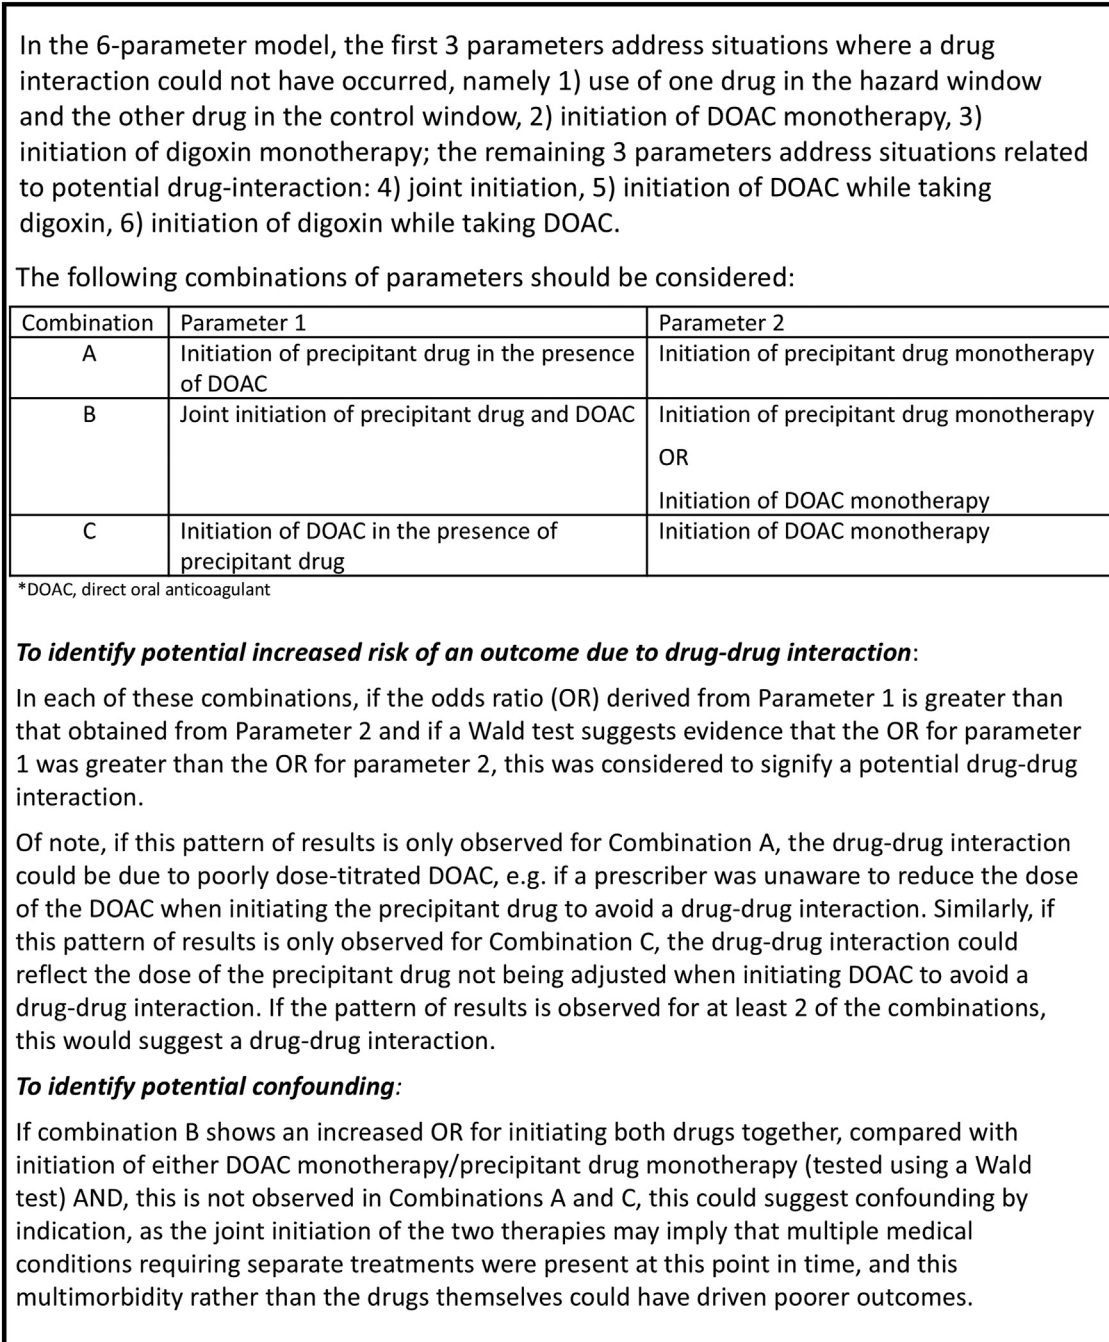 In the 6-parameter model, the first 3 parameters address situations where a drug
interaction could not have occurred, namely 1) use of one drug in the hazard window
and the other drug in the control window, 2) initiation of DOAC monotherapy, 3)
initiation of digoxin monotherapy; the remaining 3 parameters address situations related
to potential drug-interaction: 4) joint initiation, 5) initiation of DOAC while taking
digoxin, 6) initiation of digoxin while taking DOAC.
The following combinations of parameters should be considered:
Combination Parameter 1 Parameter 2
A Initiation of precipitant drug in the presence Initiation of precipitant drug monotherapy
of DOAC
B Joint initiation of precipitant drug and DOAC Initiation of precipitant drug monotherapy
OR
Initiation of DOAC monotherapy
C Initiation of DOAC in the presence of Initiation of DOAC monotherapy
precipitant drug
*DOAC, direct oral anticoagulant
To identify potential increased risk of an outcome due to drug-drug interaction:
In each of these combinations, if the odds ratio (OR) derived from Parameter 1 is greater than
that obtained from Parameter 2 and if a Wald test suggests evidence that the OR for parameter
1 was greater than the OR for parameter 2, this was considered to signify a potential drug-drug
interaction.
Of note, if this pattern of results is only observed for Combination A, the drug-drug interaction
could be due to poorly dose-titrated DOAC, e.g. if a prescriber was unaware to reduce the dose
of the DOAC when initiating the precipitant drug to avoid a drug-drug interaction. Similarly, if
this pattern of results is only observed for Combination C, the drug-drug interaction could
reflect the dose of the precipitant drug not being adjusted when initiating DOAC to avoid a
drug-drug interaction. If the pattern of results is observed for at least 2 of the combinations,
this would suggest a drug-drug interaction.
To identify potential confounding:
If combination B shows an increased OR for initiating both drugs together, compared with
initiation of either DOAC monotherapy/precipitant drug monotherapy (tested using a Wald
test) AND, this is not observed in Combinations A and C, this could suggest confounding by
indication, as the joint initiation of the two therapies may imply that multiple medical
conditions requiring separate treatments were present at this point in time, and this
multimorbidity rather than the drugs themselves could have driven poorer outcomes.